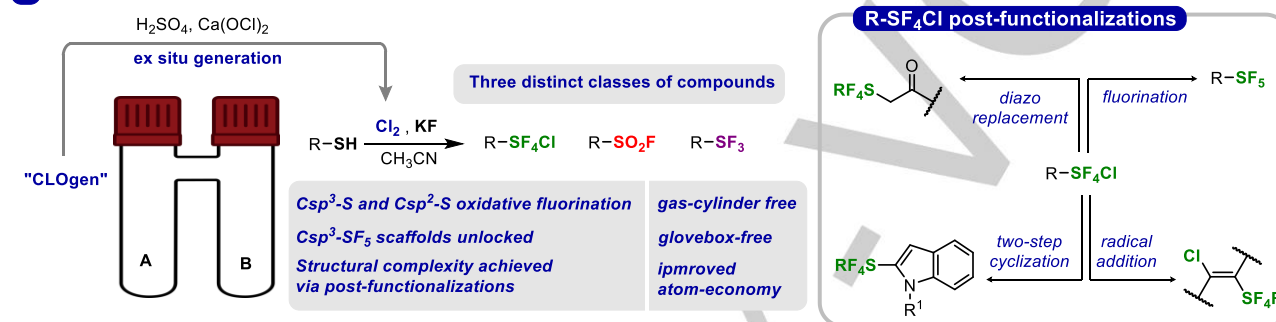 H2SO4, Ca(OCl)2
ex situ generation
"CLOgen"
A
B
Three distinct classes of compounds
R-SH
Cl2 , KF
CH3CN
R-SF4Cl
R-SO2F
R-SF3
Csp3-S and Csp2-S oxidative fluorination
Csp3-SF5 scaffolds unlocked
Structural complexity achieved
via post-functionalizations
gas-cylinder free
glovebox-free
ipmroved
atom-economy
R-SF4Cl post-functionalizations
RF4S
O
diazo
replacement
fluorination
R-SF5
R-SF4Cl
two-step
cyclization
radical
addition
RF4S
N
R1
Cl